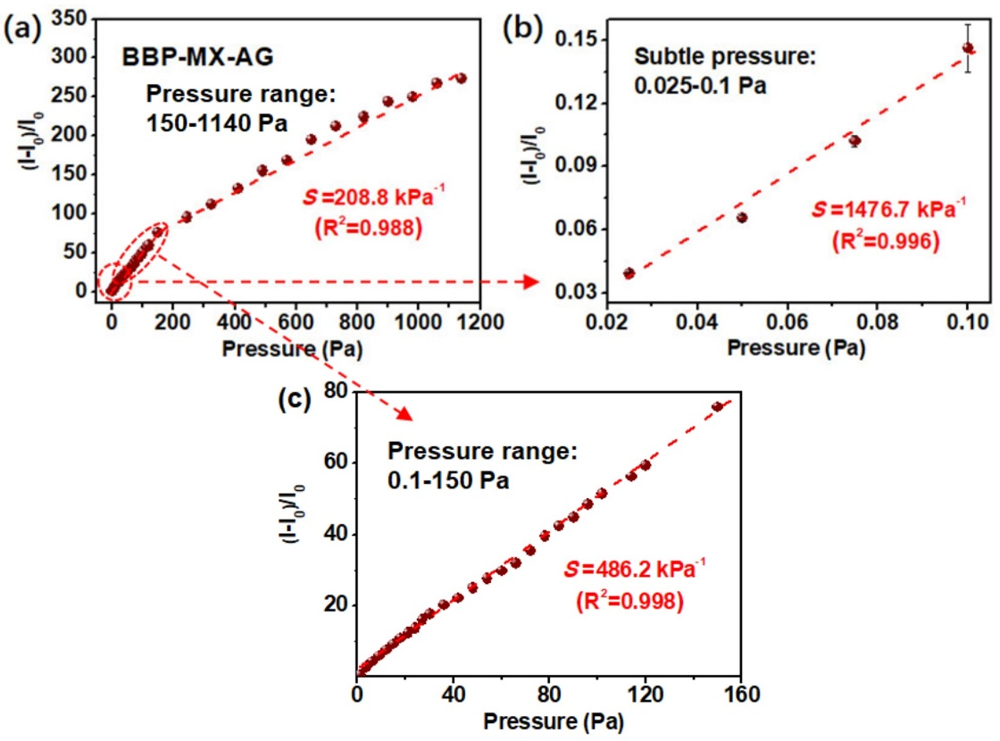 (a)
350
300
250
200
150
100
50
0
(I-I₀)/I₀
BBP-MX-AG
Pressure range:
150-1140 Pa
S=208.8 kPa⁻¹
(R²=0.988)
0 200 400 600 800 1000 1200
Pressure (Pa)
(b)
0.15
0.12
0.09
0.06
0.03
(I-I₀)/I₀
Subtle pressure:
0.025-0.1 Pa
S=1476.7 kPa⁻¹
(R²=0.996)
0.02 0.04 0.06 0.08 0.10
Pressure (Pa)
(c)
80
60
40
20
(I-I₀)/I₀
Pressure range:
0.1-150 Pa
S=486.2 kPa⁻¹
(R²=0.998)
0 40 80 120 160
Pressure (Pa)